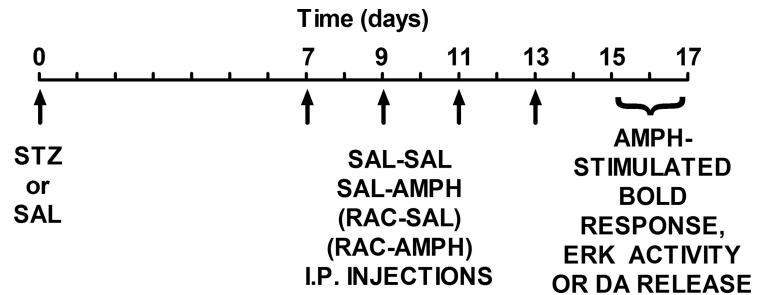 Time (days)
0 7 9 11 13 15 17
STZ
or
SAL
SAL-SAL
SAL-AMPH
(RAC-SAL)
(RAC-AMPH)
I.P. INJECTIONS
AMPH-
STIMULATED
BOLD
RESPONSE,
ERK ACTIVITY
OR DA RELEASE